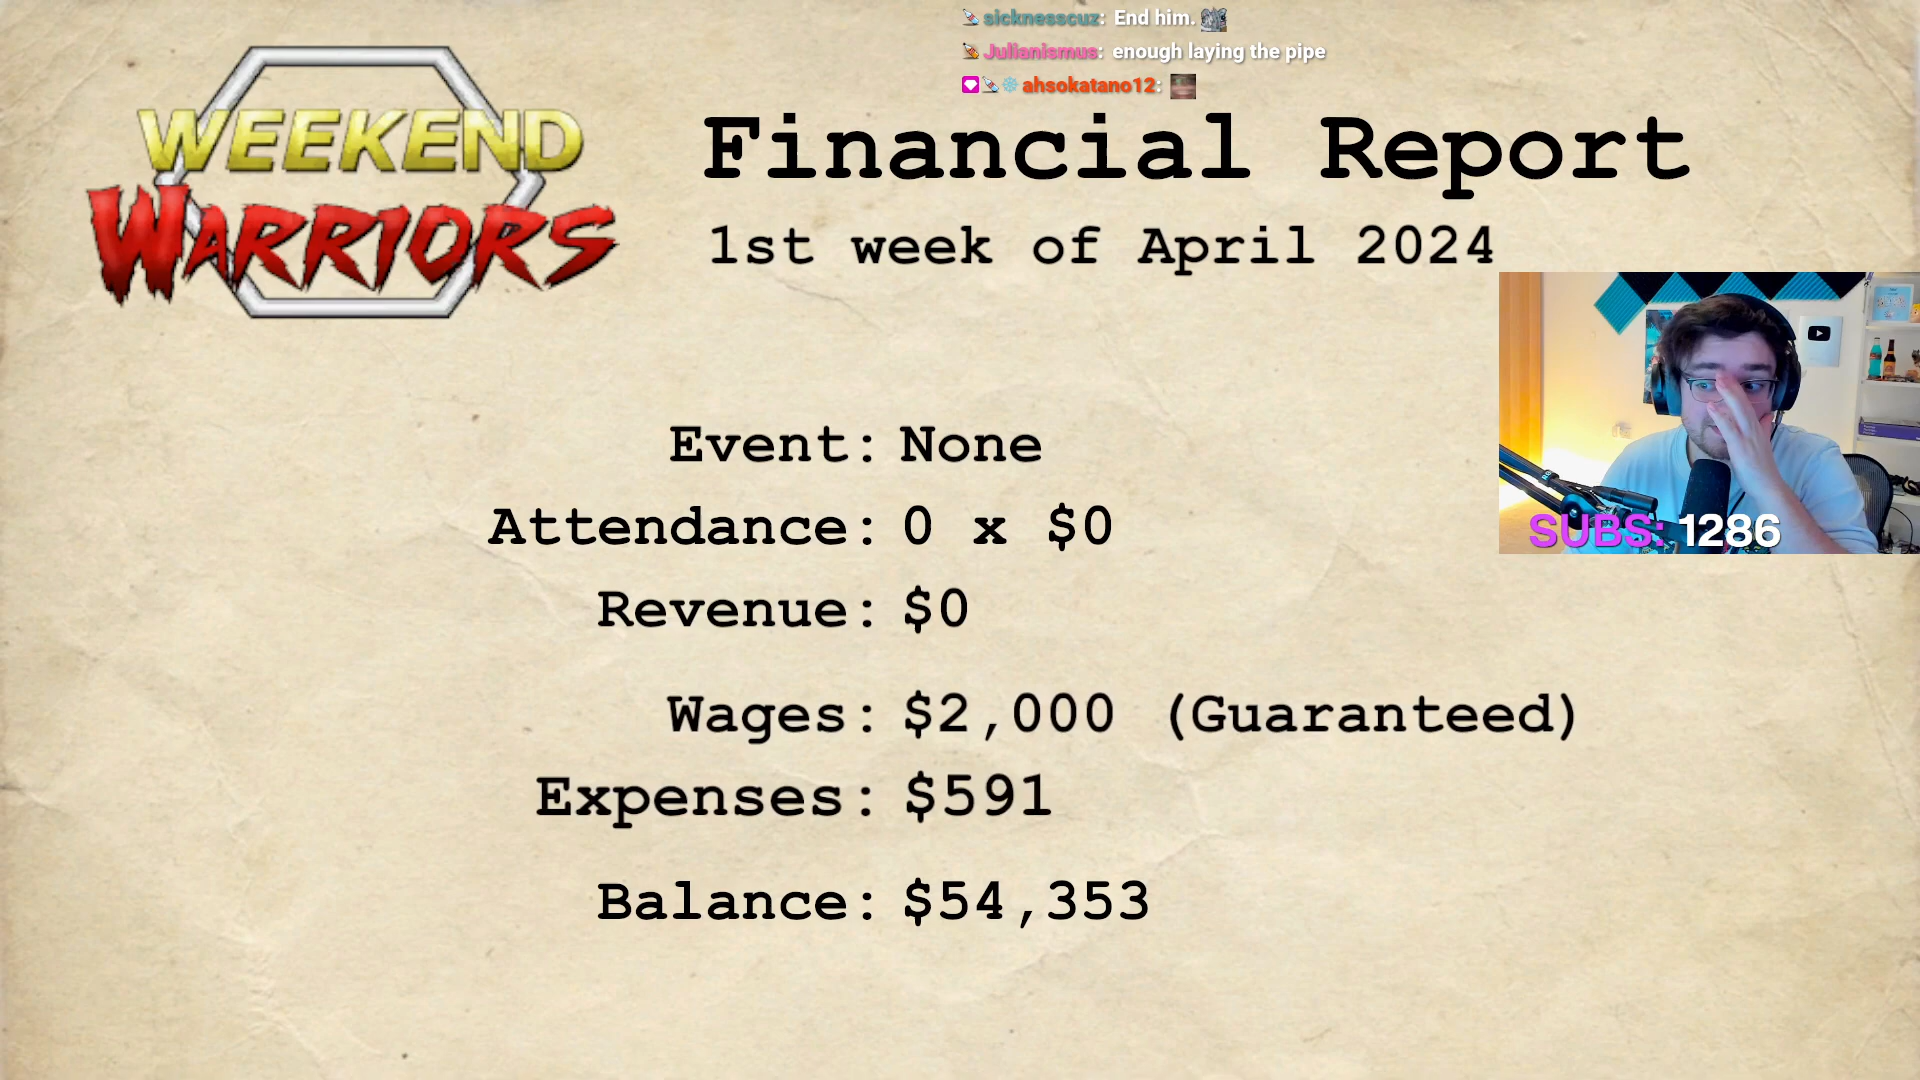 sicknesscuz: End him.
Julianismus: enough laying the pipe
ahsokatano12:
WEEKEND
WARRIORS
Financial Report
1st week of April 2024
Event: None
Attendance: 0 x $0
Revenue: $0
Wages: $2,000 (Guaranteed)
Expenses: $591
Balance: $54,353
SUBS: 1286